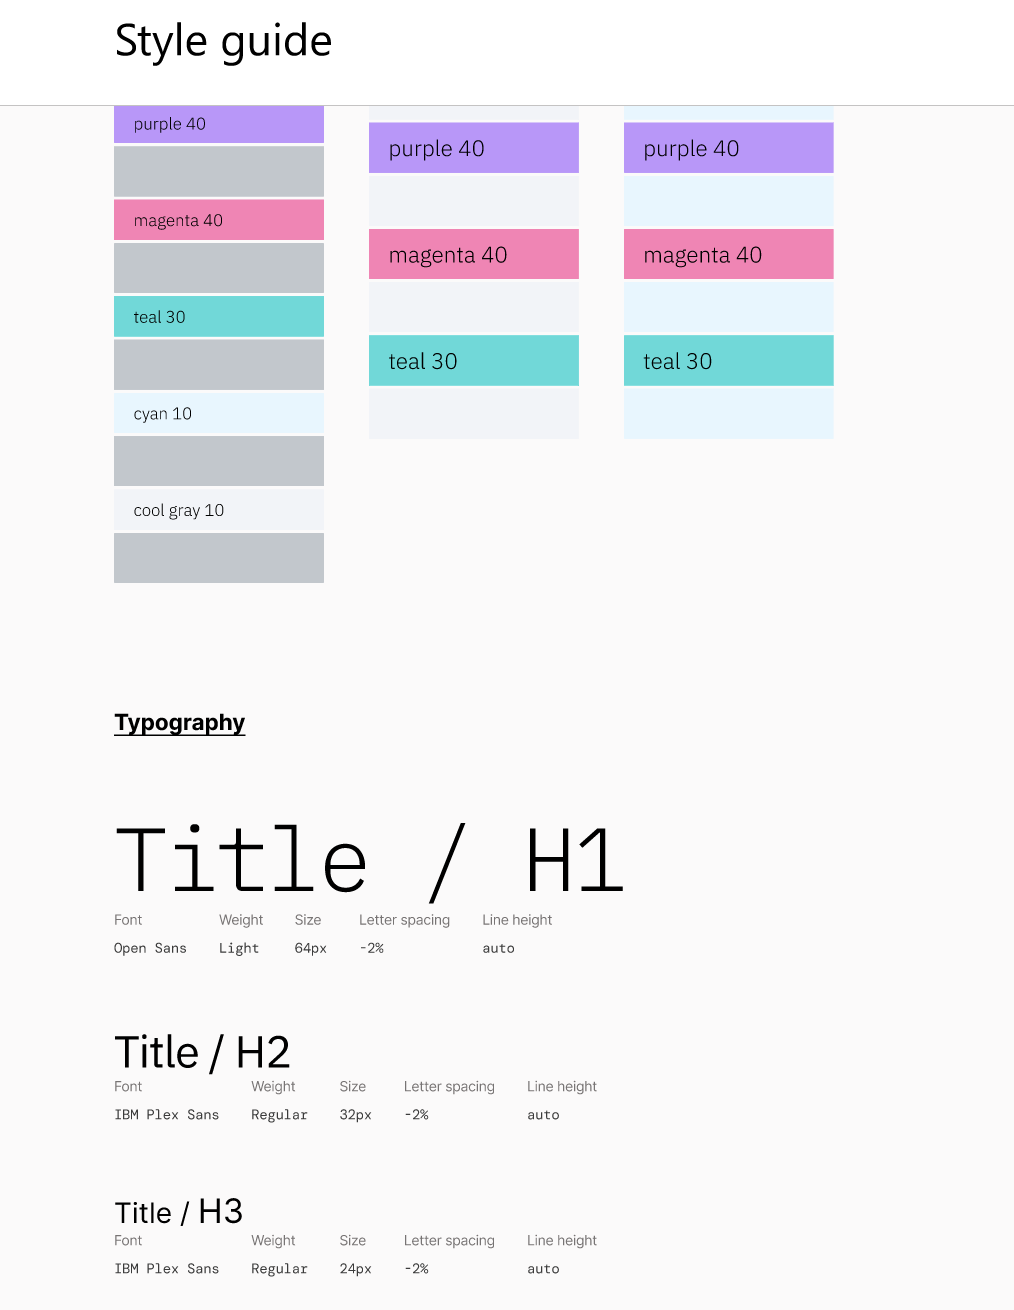 Style guide
purple 40
magenta 40
teal 30
cyan 10
cool gray 10
purple 40
magenta 40
teal 30
purple 40
magenta 40
teal 30
Typography
Title / H1
Font Weight Size Letter spacing Line height
Open Sans Light 64px -2% auto
Title / H2
Font Weight Size Letter spacing Line height
IBM Plex Sans Regular 32px -2% auto
Title / H3
Font Weight Size Letter spacing Line height
IBM Plex Sans Regular 24px -2% auto